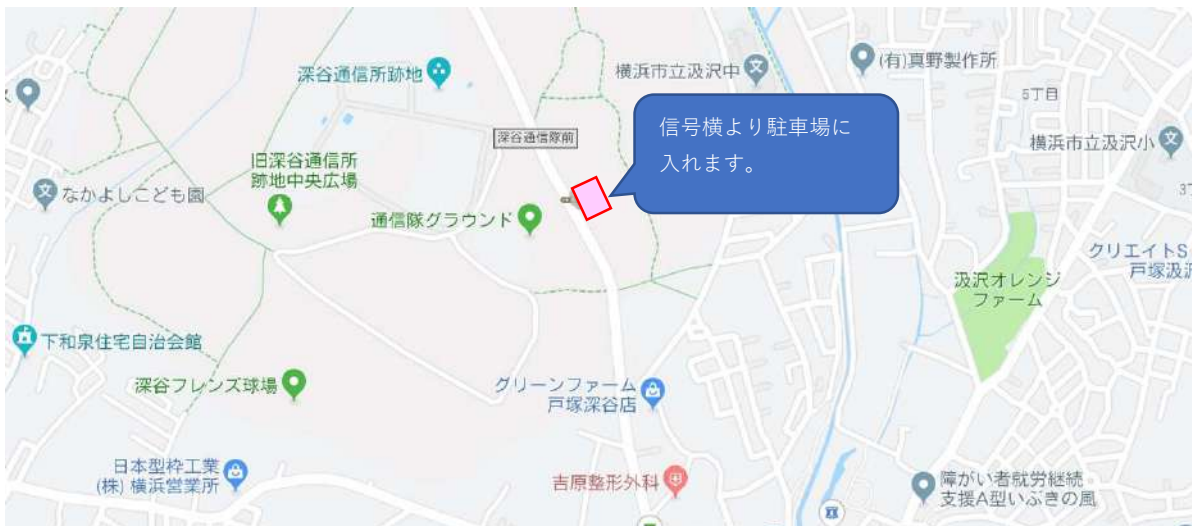 深谷通信所跡地
横浜市立汲沢中
(有)真野製作所
5丁目
横浜市立汲沢小
深谷通信隊前
信号横より駐車場に
入れます。
旧深谷通信所
跡地中央広場
なかよしこども園
通信隊グラウンド
クリエイトS
戸塚汲沢
汲沢オレンジ
ファーム
下和泉住宅自治会館
深谷フレンズ球場
グリーンファーム
戸塚深谷店
日本型枠工業
(株) 横浜営業所
吉原整形外科
障がい者就労継続
支援A型いぶきの風